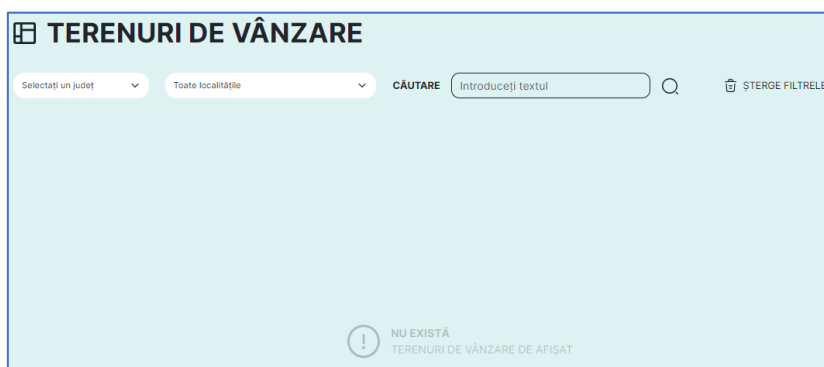 TERENURI DE VÂNZARE
Selectați un județ
Toate localitățile
CĂUTARE
Introduceți textul
ȘTERGE FILTRELE
NU EXISTĂ
TERENURI DE VÂNZARE DE AFIȘAT